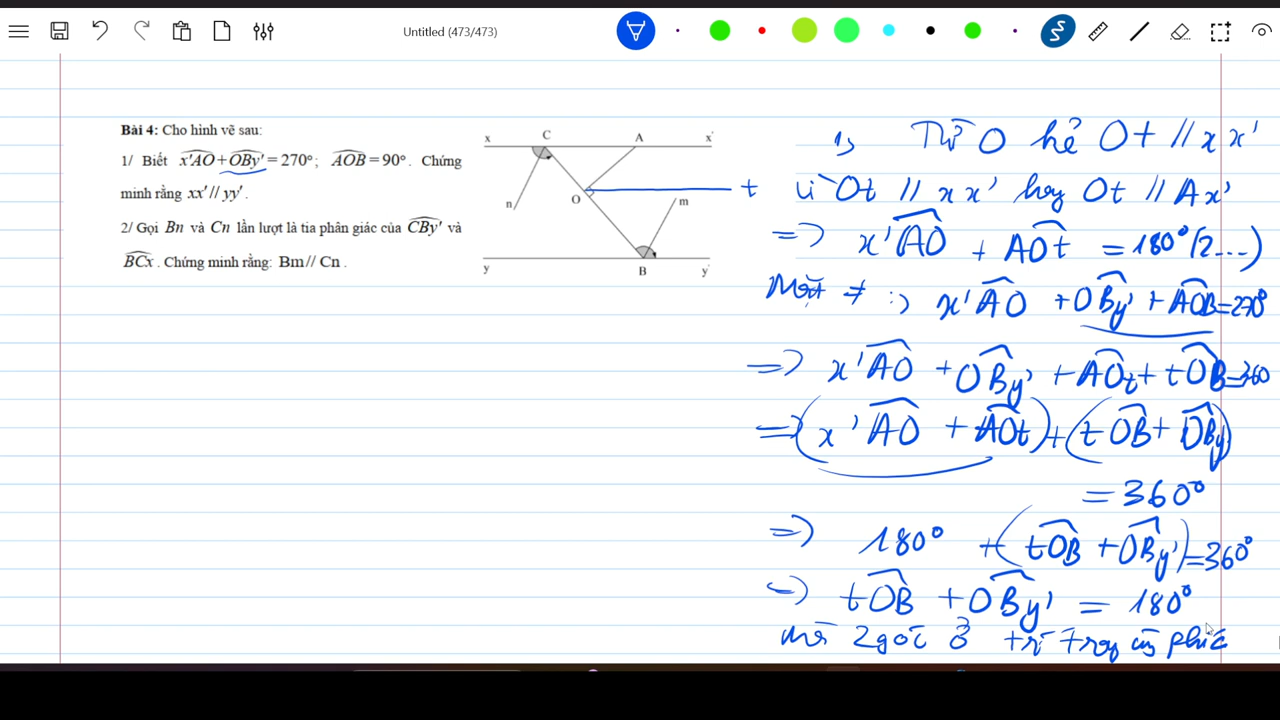 Untitled (473/473)
Bài 4: Cho hình vẽ sau:
1/ Biết x'AO + OBy' = 270°; AOB = 90°. Chứng
minh rằng xx' // yy'.
2/ Gọi Bn và Cn lần lượt là tia phân giác của CBy' và
BCx. Chứng minh rằng: Bm// Cn .
x C A x'
n O m t
y B y'
1) Từ O kẻ Ot // xx'
vì Ot // xx' hay Ot // Ax'
=> x'AO + AOt = 180° (2...)
Mặt ≠ :) x'AO + OBy' + AOB =
=> x'AO + OBy' + AOt + tOB = 360
=> (x'AO + AOt) + (tOB + OBy')
= 360°
=> 180° + (tOB + OBy') = 360°
=> tOB + OBy' = 180°
mà 2 góc ở trí trong cùng phía